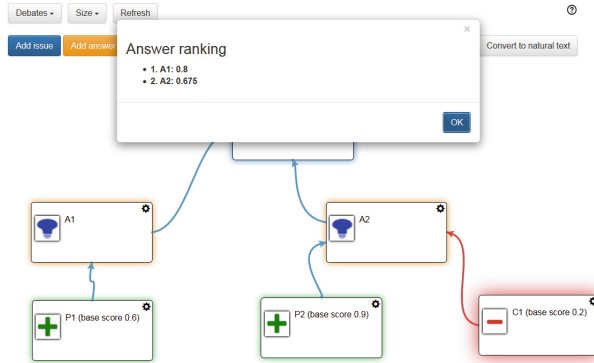 Debates
Size
Refresh
Add issue
Add answer
Convert to natural text
×
Answer ranking
1. A1: 0.8
2. A2: 0.675
OK
A1
A2
P1 (base score 0.6)
P2 (base score 0.9)
C1 (base score 0.2)